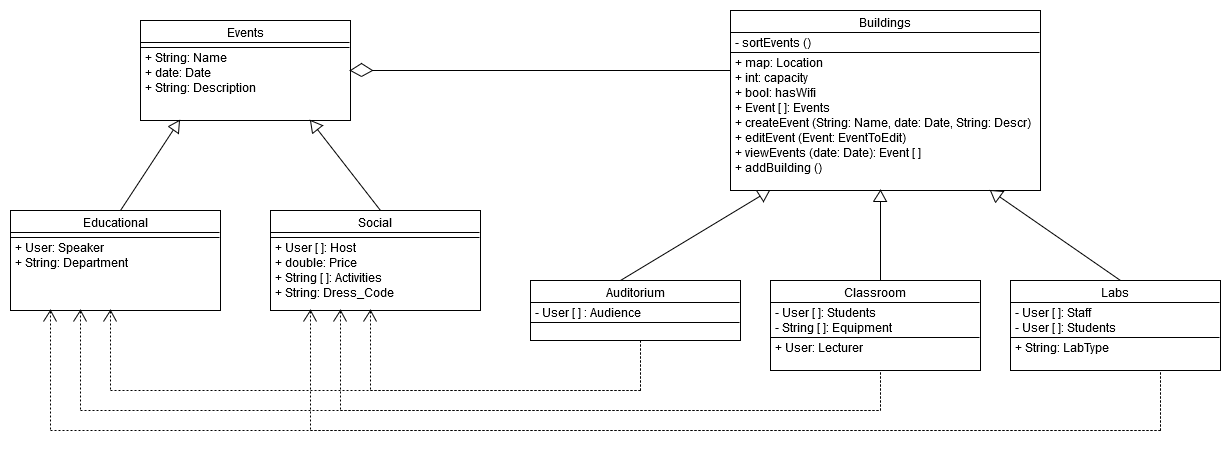 Events
+ String: Name
+ date: Date
+ String: Description
Buildings
- sortEvents ()
+ map: Location
+ int: capacity
+ bool: hasWifi
+ Event [ ]: Events
+ createEvent (String: Name, date: Date, String: Descr)
+ editEvent (Event: EventToEdit)
+ viewEvents (date: Date): Event [ ]
+ addBuilding ()
Educational
+ User: Speaker
+ String: Department
Social
+ User [ ]: Host
+ double: Price
+ String [ ]: Activities
+ String: Dress_Code
Auditorium
- User [ ] : Audience
Classroom
- User [ ]: Students
- String [ ]: Equipment
+ User: Lecturer
Labs
- User [ ]: Staff
- User [ ]: Students
+ String: LabType